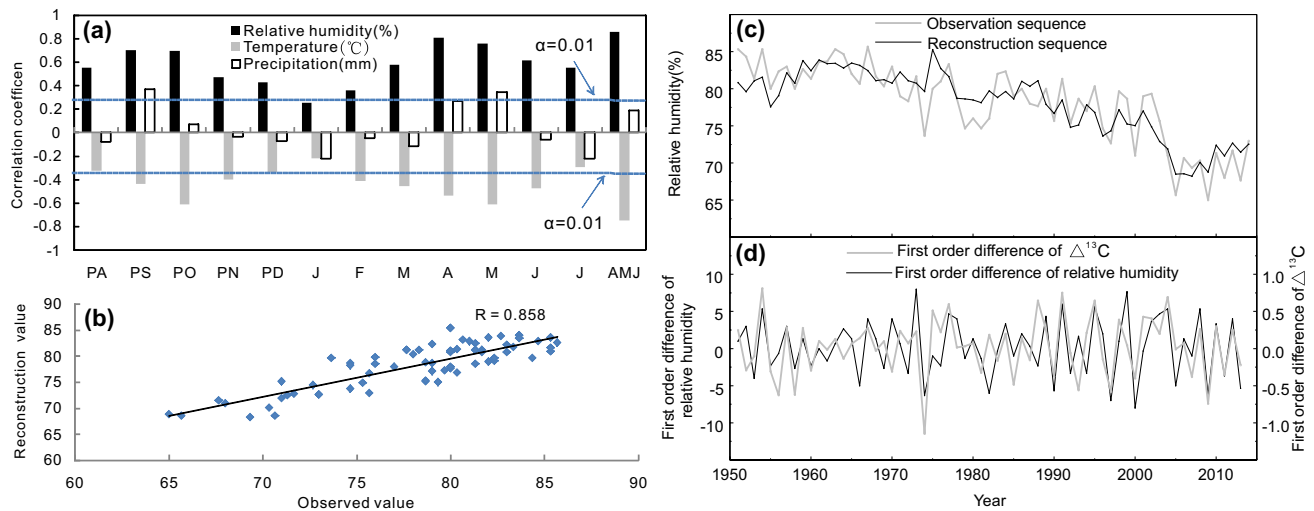 (a)
Relative humidity(%)
Temperature(℃)
Precipitation(mm)
α=0.01
α=0.01
Correlation coefficen
1
0.8
0.6
0.4
0.2
0
-0.2
-0.4
-0.6
-0.8
-1
PA PS PO PN PD J F M A M J J AMJ
(b)
R = 0.858
Reconstruction value
90
85
80
75
70
65
60
60 65 70 75 80 85 90
Observed value
(c)
Observation sequence
Reconstruction sequence
Relative humidity(%)
85
80
75
70
65
(d)
First order difference of △¹³C
First order difference of relative humidity
First order difference of
relative humidity
10
5
0
-5
-10
1.0
0.5
0.0
-0.5
-1.0
First order difference of △¹³C
1950 1960 1970 1980 1990 2000 2010
Year